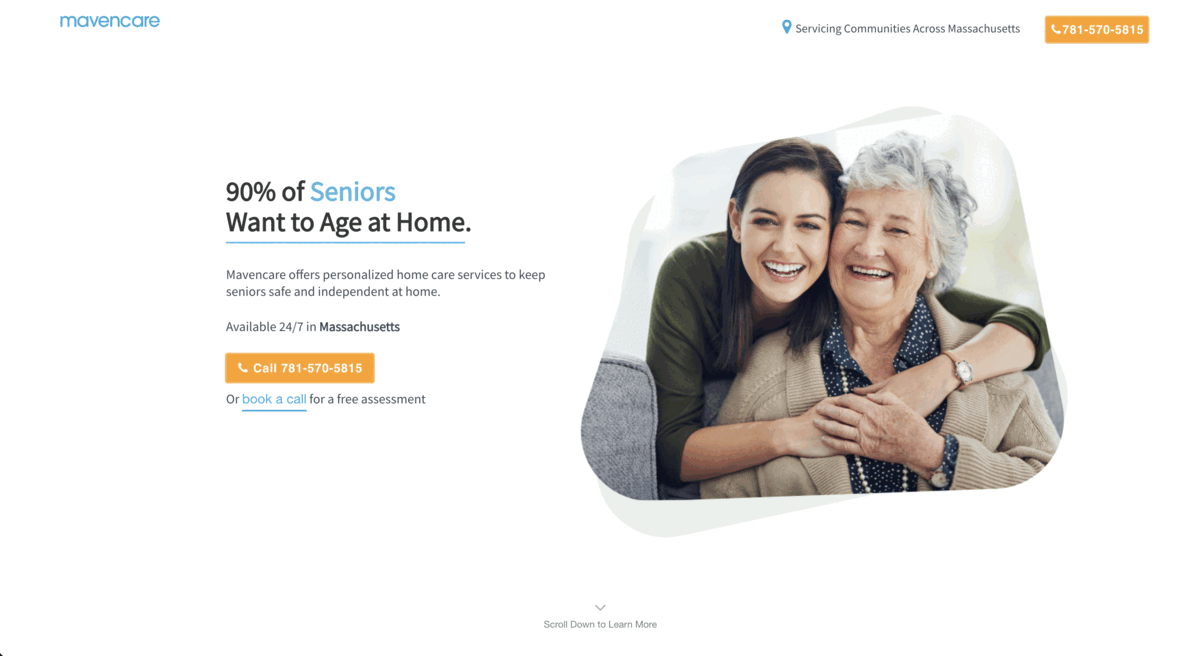 mavencare
Servicing Communities Across Massachusetts
781-570-5815
90% of Seniors
Want to Age at Home.
Mavencare offers personalized home care services to keep
seniors safe and independent at home.
Available 24/7 in Massachusetts
Call 781-570-5815
Or book a call for a free assessment
Scroll Down to Learn More